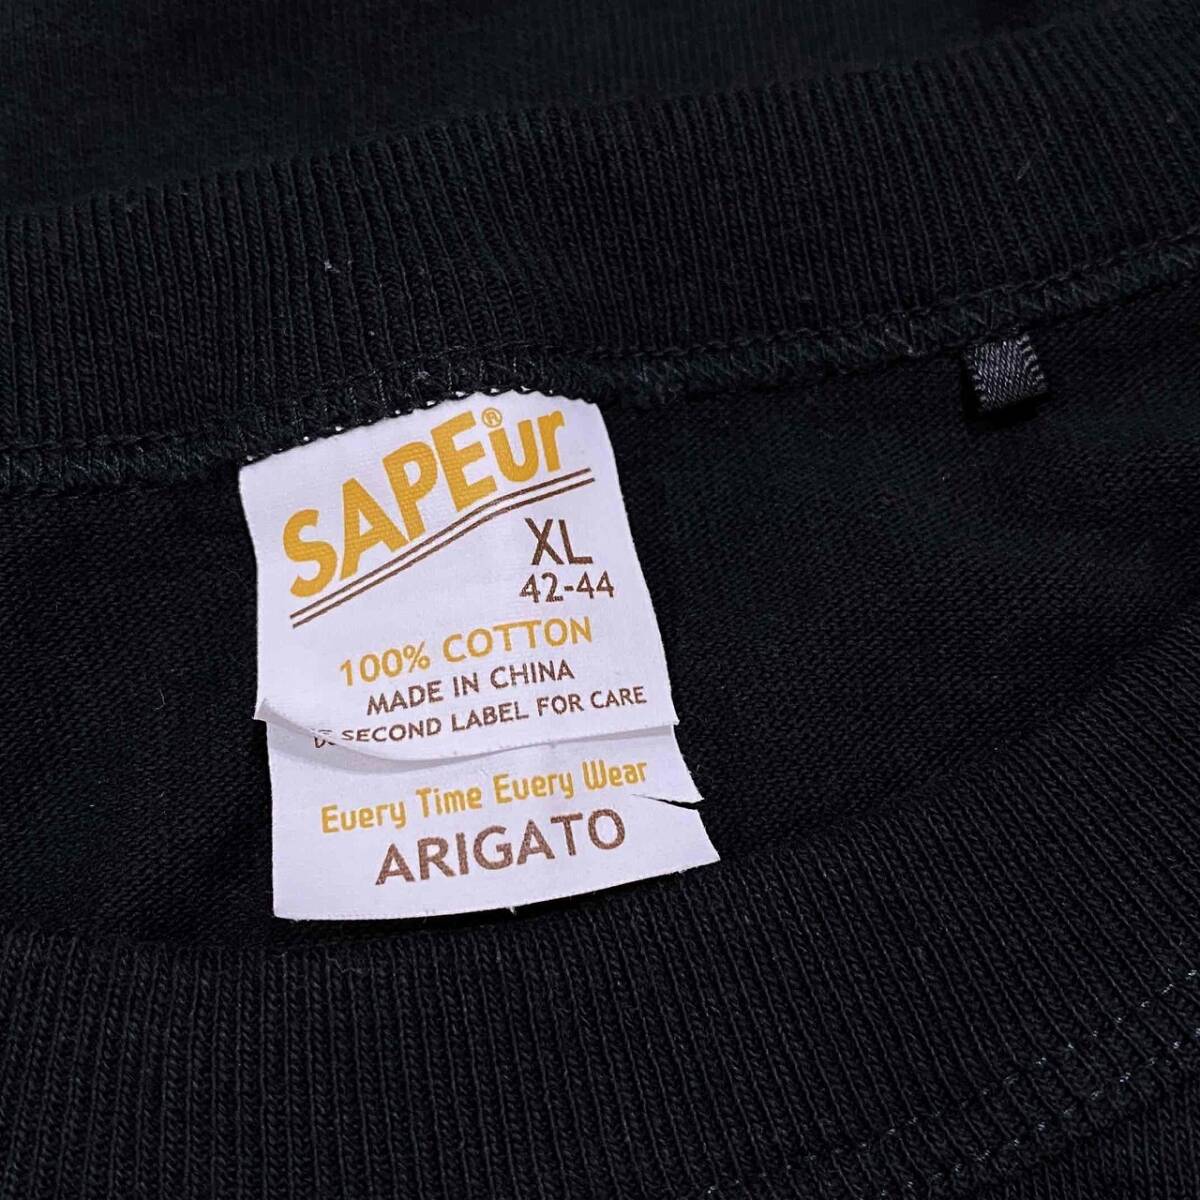 SAPEur®
XL
42-44
100% COTTON
MADE IN CHINA
SECOND LABEL FOR CARE
Every Time Every Wear
ARIGATO